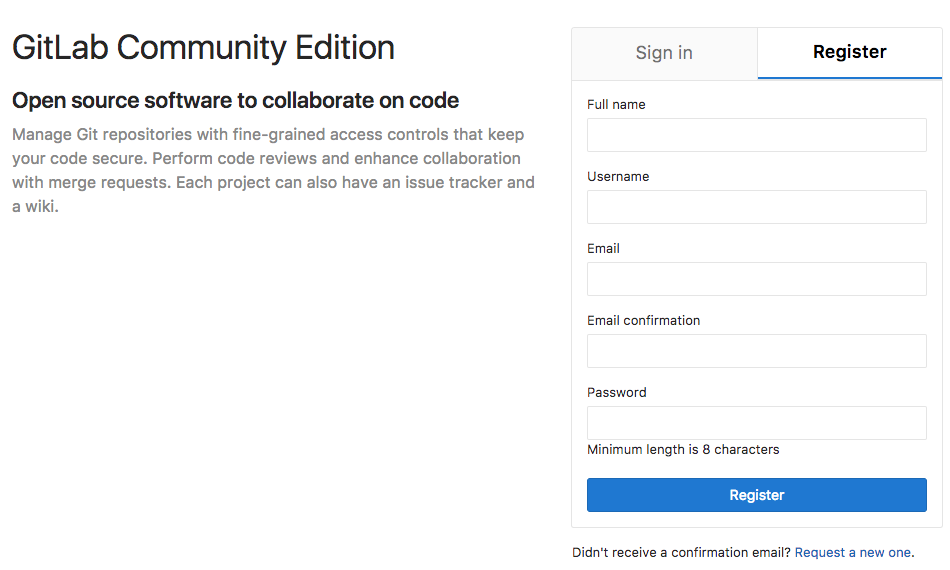 GitLab Community Edition
Open source software to collaborate on code
Manage Git repositories with fine-grained access controls that keep
your code secure. Perform code reviews and enhance collaboration
with merge requests. Each project can also have an issue tracker and
a wiki.
Sign in
Register
Full name
Username
Email
Email confirmation
Password
Minimum length is 8 characters
Register
Didn't receive a confirmation email? Request a new one.